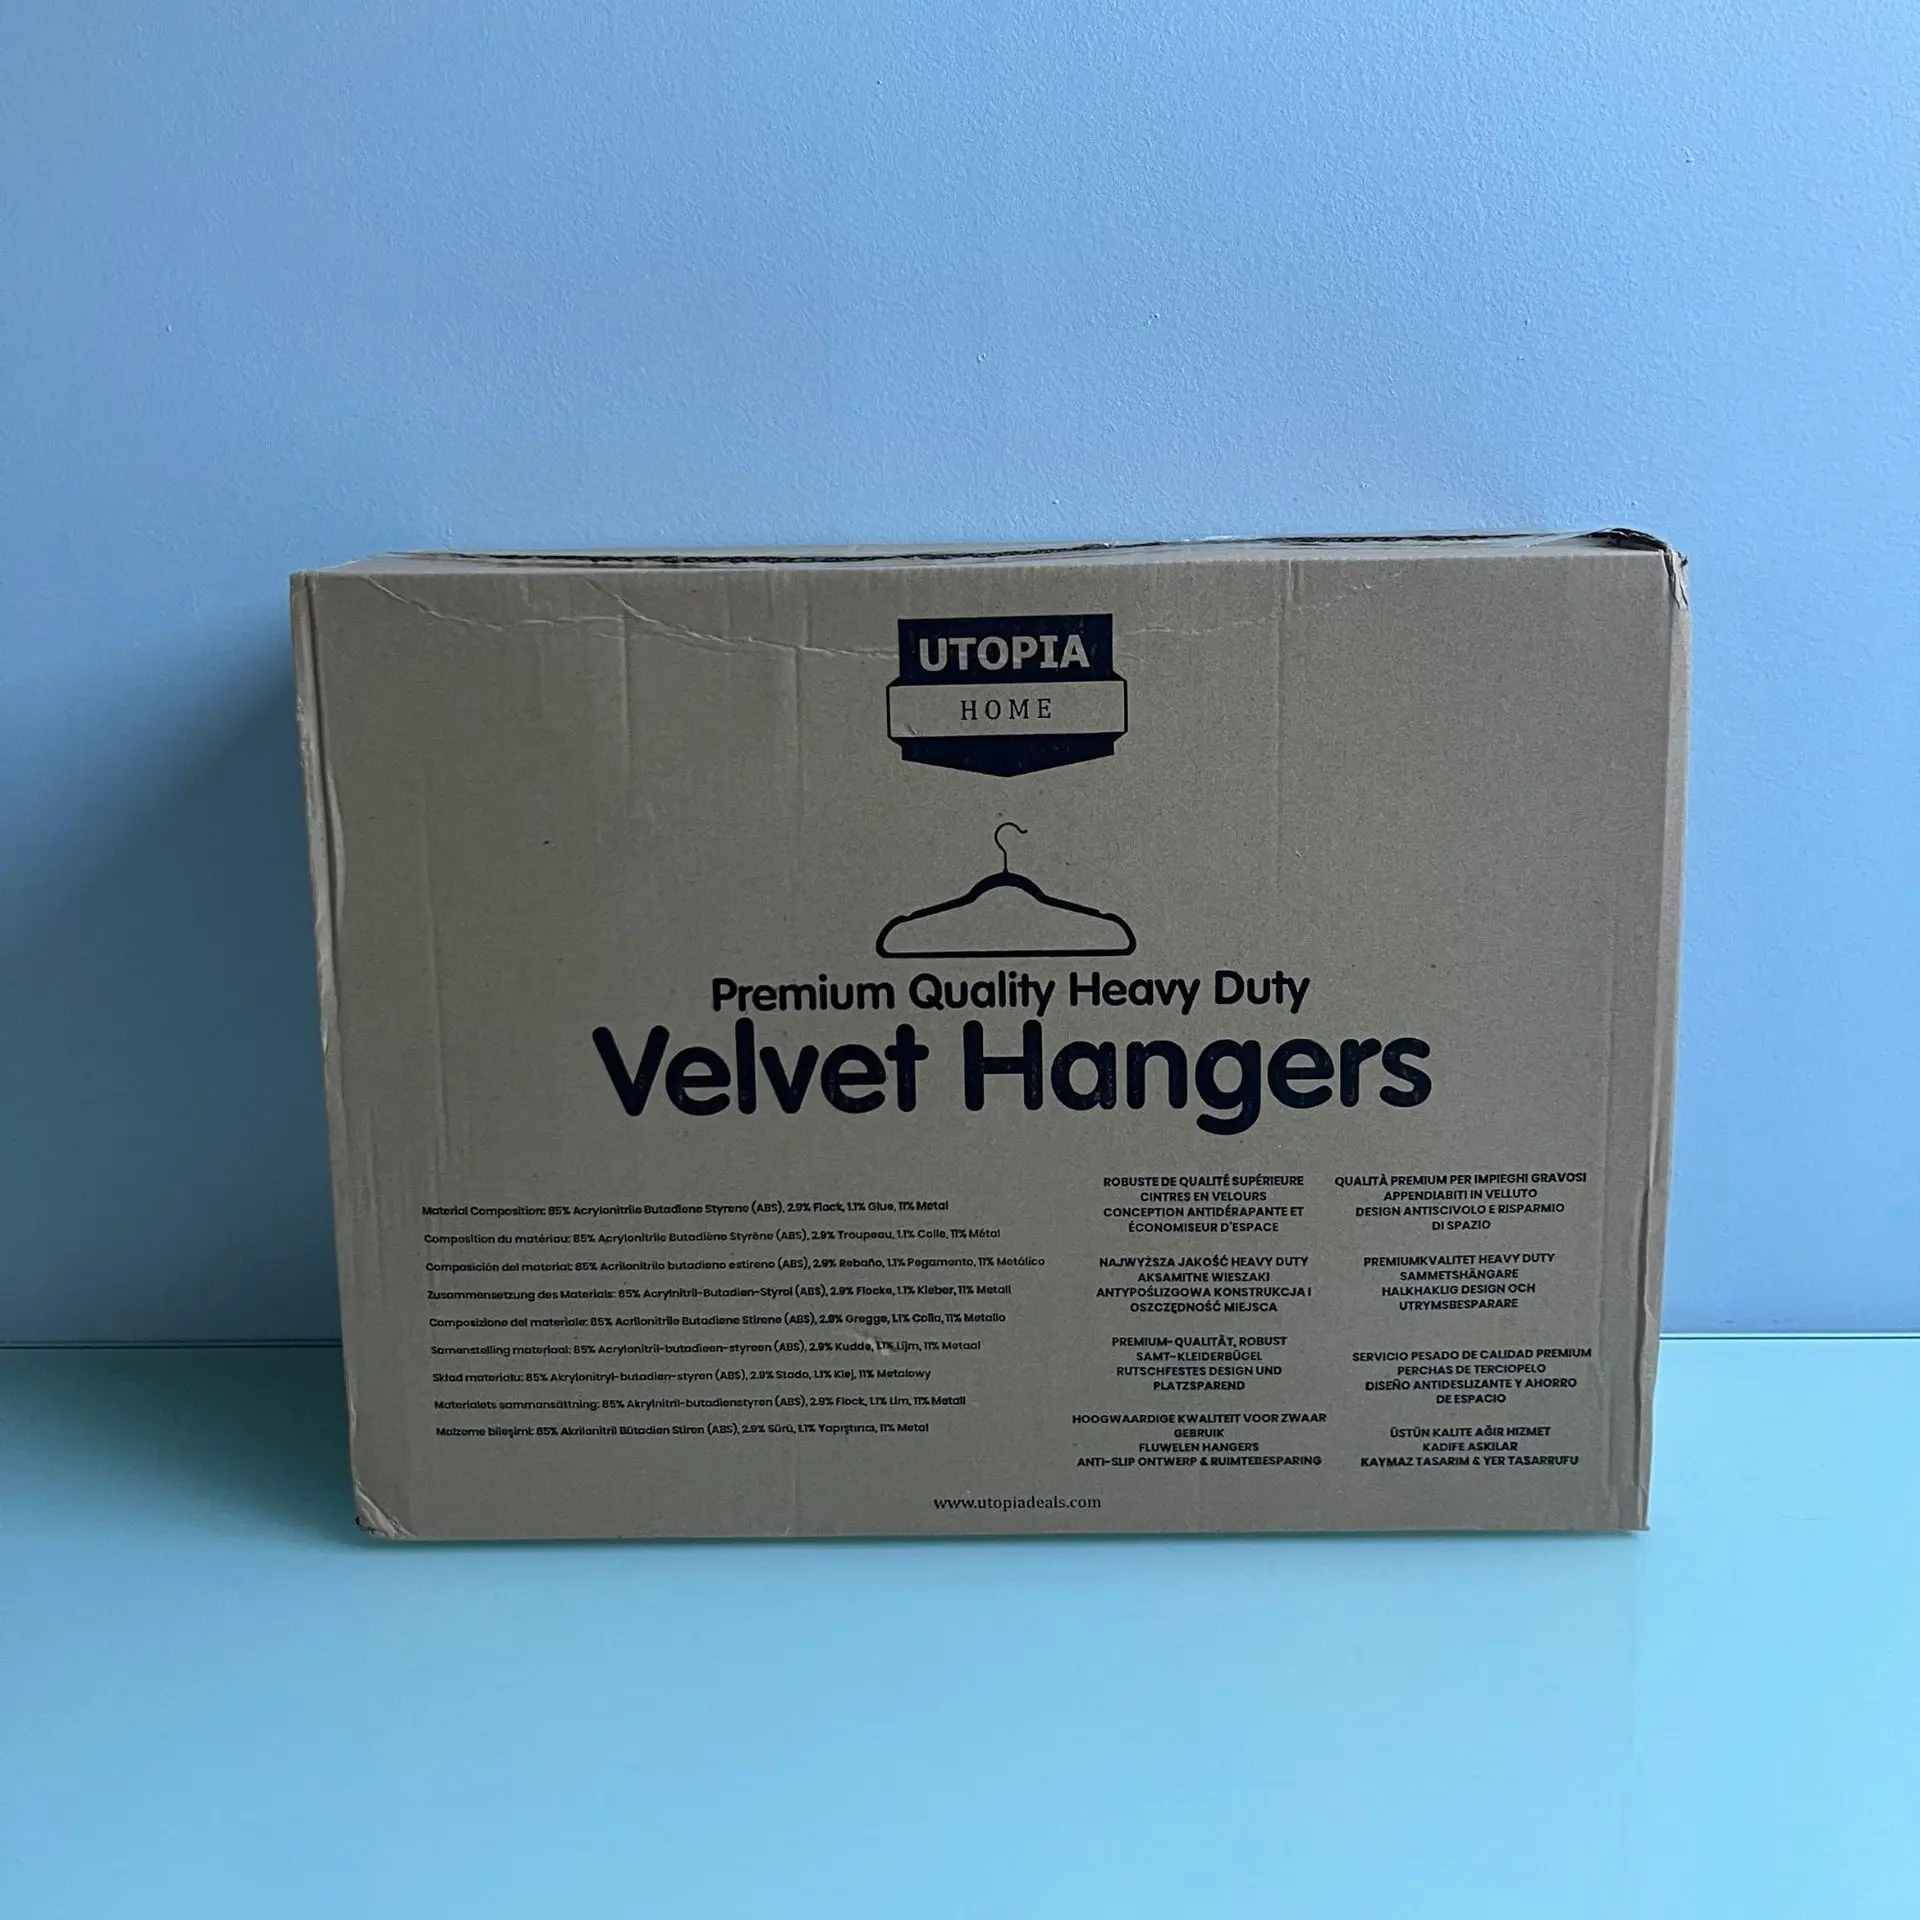 UTOPIA
HOME
Premium Quality Heavy Duty
Velvet Hangers
Material Composition: 85% Acrylonitrile Butadiene Styrene (ABS), 2.9% Flock, 1.1% Glue, 11% Metal
Composition du matériau: 85% Acrylonitrile Butadiène Styrène (ABS), 2.9% Troupeau, 1.1% Colle, 11% Métal
Composición del material: 85% Acrilonitrilo butadieno estireno (ABS), 2.9% Rebaño, 1.1% Pegamento, 11% Metálico
Zusammensetzung des Materials: 85% Acrylnitril-Butadien-Styrol (ABS), 2.9% Flocke, 1.1% Kleber, 11% Metall
Composizione del materiale: 85% Acrilonitrile Butadiene Stirene (ABS), 2.9% Gregge, 1.1% Colla, 11% Metallo
Samenstelling materiaal: 85% Acrylonitril-butadieen-styreen (ABS), 2.9% Kudde, 1.1% Lijm, 11% Metaal
Skład materiału: 85% Akrylonitryl-butadien-styren (ABS), 2.9% Stado, 1.1% Klej, 11% Metalowy
Materialets sammansättning: 85% Akrylnitril-butadienstyren (ABS), 2.9% Flock, 1.1% Lim, 11% Metall
Malzeme bileşimi: 85% Akrilonitril Bütadien Stiren (ABS), 2.9% Sürü, 1.1% Yapıştırıcı, 11% Metal
ROBUSTE DE QUALITÉ SUPÉRIEURE
CINTRES EN VELOURS
CONCEPTION ANTIDÉRAPANTE ET
ÉCONOMISEUR D'ESPACE
NAJWYŻSZA JAKOŚĆ HEAVY DUTY
AKSAMITNE WIESZAKI
ANTYPOŚLIZGOWA KONSTRUKCJA I
OSZCZĘDNOŚĆ MIEJSCA
PREMIUM-QUALITÄT, ROBUST
SAMT-KLEIDERBÜGEL
RUTSCHFESTES DESIGN UND
PLATZSPAREND
HOOGWAARDIGE KWALITEIT VOOR ZWAAR
GEBRUIK
FLUWELEN HANGERS
ANTI-SLIP ONTWERP & RUIMTEBESPARING
QUALITÀ PREMIUM PER IMPIEGHI GRAVOSI
APPENDIABITI IN VELLUTO
DESIGN ANTISCIVOLO E RISPARMIO
DI SPAZIO
PREMIUMKVALITET HEAVY DUTY
SAMMETSHÄNGARE
HALKHAKLIG DESIGN OCH
UTRYMSBESPARARE
SERVICIO PESADO DE CALIDAD PREMIUM
PERCHAS DE TERCIOPELO
DISEÑO ANTIDESLIZANTE Y AHORRO
DE ESPACIO
ÜSTÜN KALITE AĞIR HIZMET
KADIFE ASKILAR
KAYMAZ TASARIM & YER TASARRUFU
www.utopiadeals.com